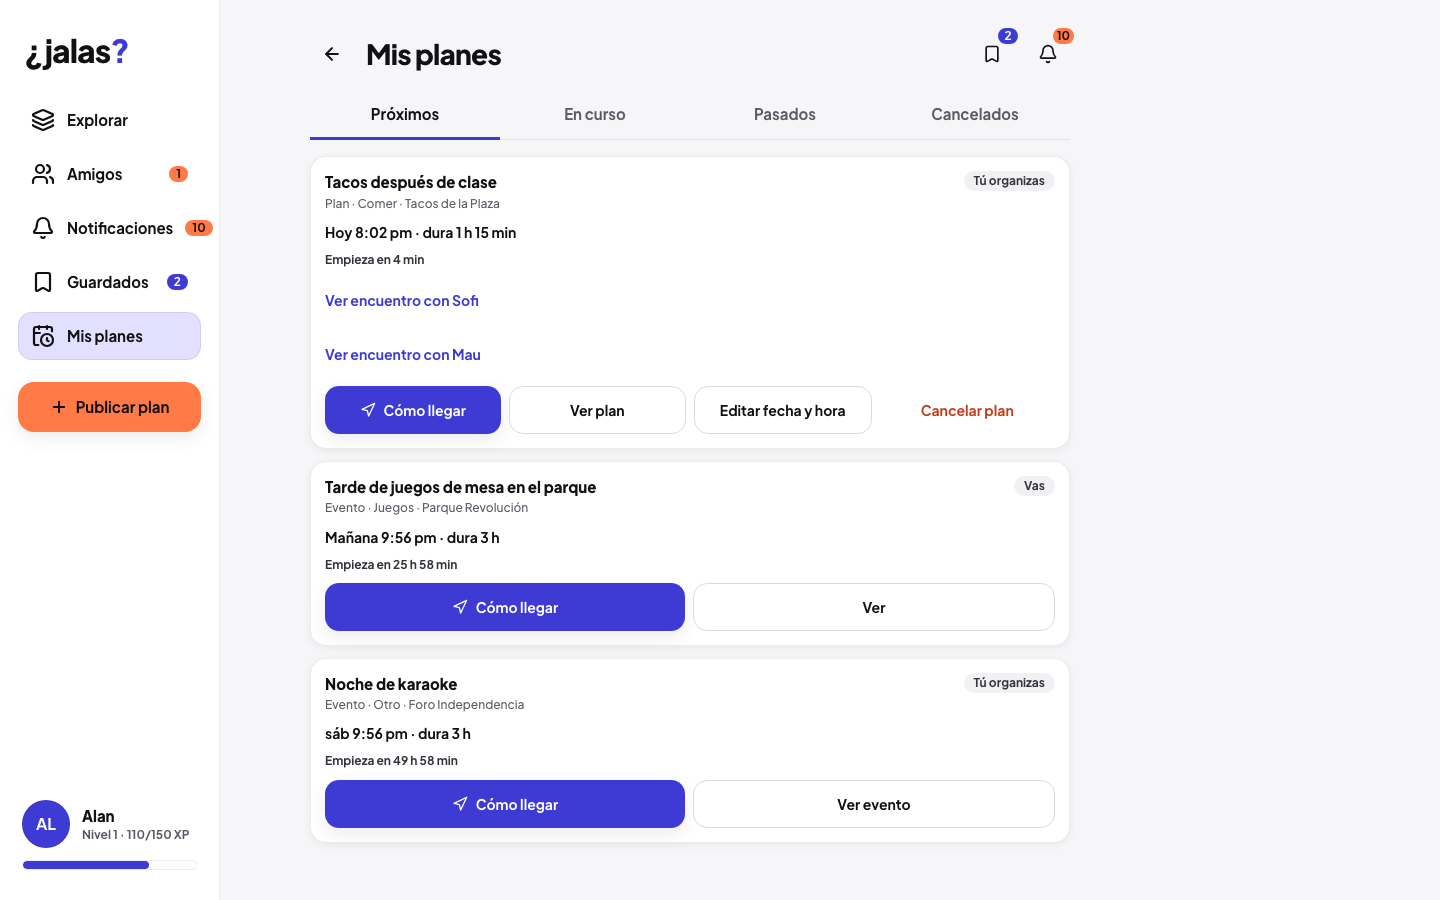 ¿jalas?
Explorar
Amigos 1
Notificaciones 10
Guardados 2
Mis planes
+ Publicar plan
AL
Alan
Nivel 1 · 110/150 XP
Mis planes
2
10
Próximos
En curso
Pasados
Cancelados
Tacos después de clase
Tú organizas
Plan · Comer · Tacos de la Plaza
Hoy 8:02 pm · dura 1 h 15 min
Empieza en 4 min
Ver encuentro con Sofi
Ver encuentro con Mau
Cómo llegar
Ver plan
Editar fecha y hora
Cancelar plan
Tarde de juegos de mesa en el parque
Vas
Evento · Juegos · Parque Revolución
Mañana 9:56 pm · dura 3 h
Empieza en 25 h 58 min
Cómo llegar
Ver
Noche de karaoke
Tú organizas
Evento · Otro · Foro Independencia
sáb 9:56 pm · dura 3 h
Empieza en 49 h 58 min
Cómo llegar
Ver evento